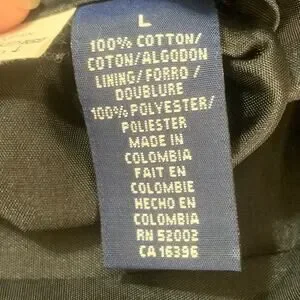 L
100% COTTON/
COTON/ALGODON
LINING/ FORRO /
DOUBLURE
100% POLYESTER/
POLIESTER
MADE IN
COLOMBIA
FAIT EN
COLOMBIE
HECHO EN
COLOMBIA
RN 52002
CA 16396